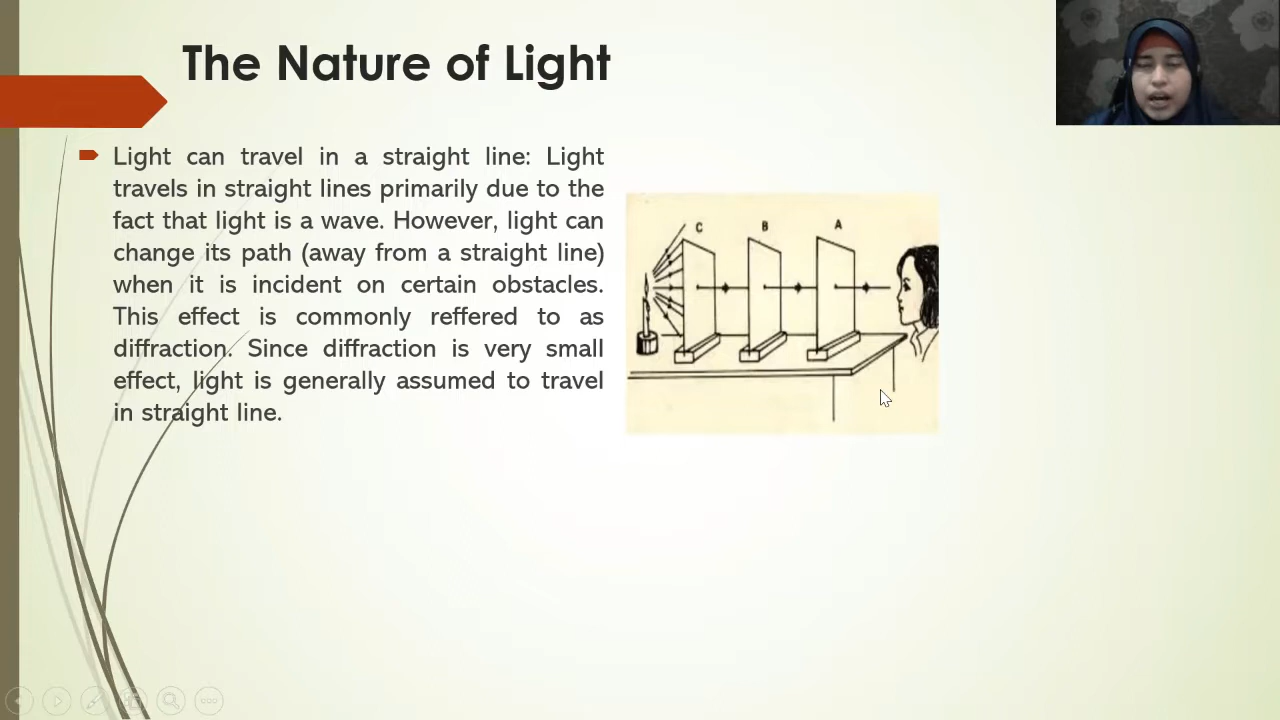 The Nature of Light
Light can travel in a straight line: Light
travels in straight lines primarily due to the
fact that light is a wave. However, light can
change its path (away from a straight line)
when it is incident on certain obstacles.
This effect is commonly reffered to as
diffraction. Since diffraction is very small
effect, light is generally assumed to travel
in straight line.
C B A